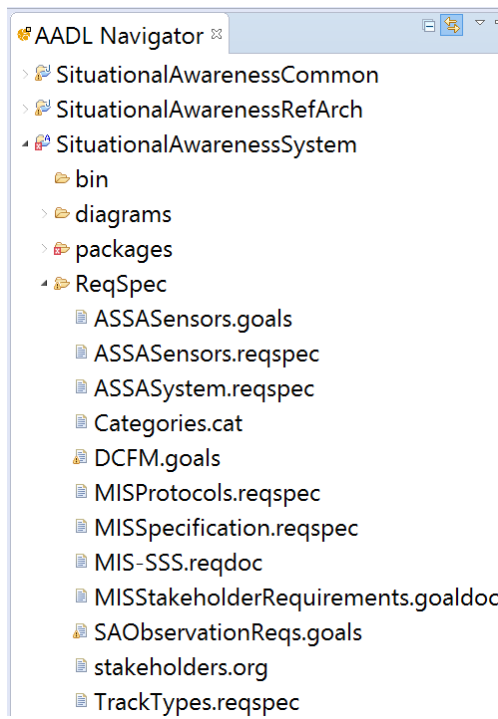 AADL Navigator
SituationalAwarenessCommon
SituationalAwarenessRefArch
SituationalAwarenessSystem
bin
diagrams
packages
ReqSpec
ASSASensors.goals
ASSASensors.reqspec
ASSASystem.reqspec
Categories.cat
DCFM.goals
MISProtocols.reqspec
MISSpecification.reqspec
MIS-SSS.reqdoc
MISStakeholderRequirements.goaldoc
SAObservationReqs.goals
stakeholders.org
TrackTypes.reqspec